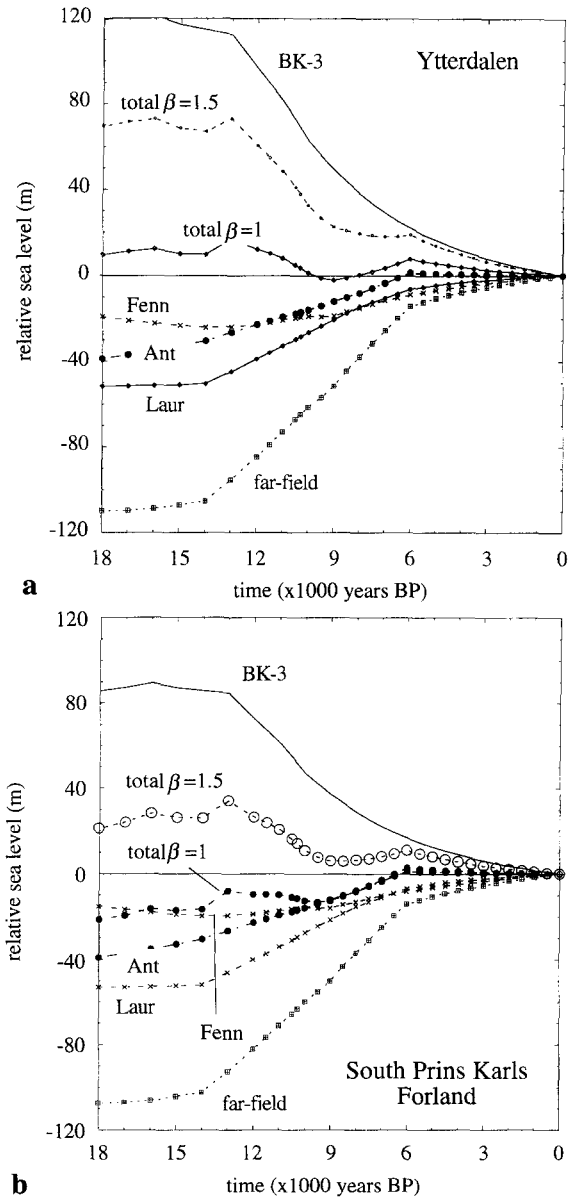 120
80
40
0
-40
-80
-120
relative sea level (m)
BK-3
Ytterdalen
total β=1.5
total β=1
Fenn
Ant
Laur
far-field
18 15 12 9 6 3 0
time (x1000 years BP)
a
120
80
40
0
-40
-80
-120
relative sea level (m)
BK-3
total β=1.5
total β=1
Ant
Laur
Fenn
far-field
South Prins Karls
Forland
18 15 12 9 6 3 0
time (x1000 years BP)
b